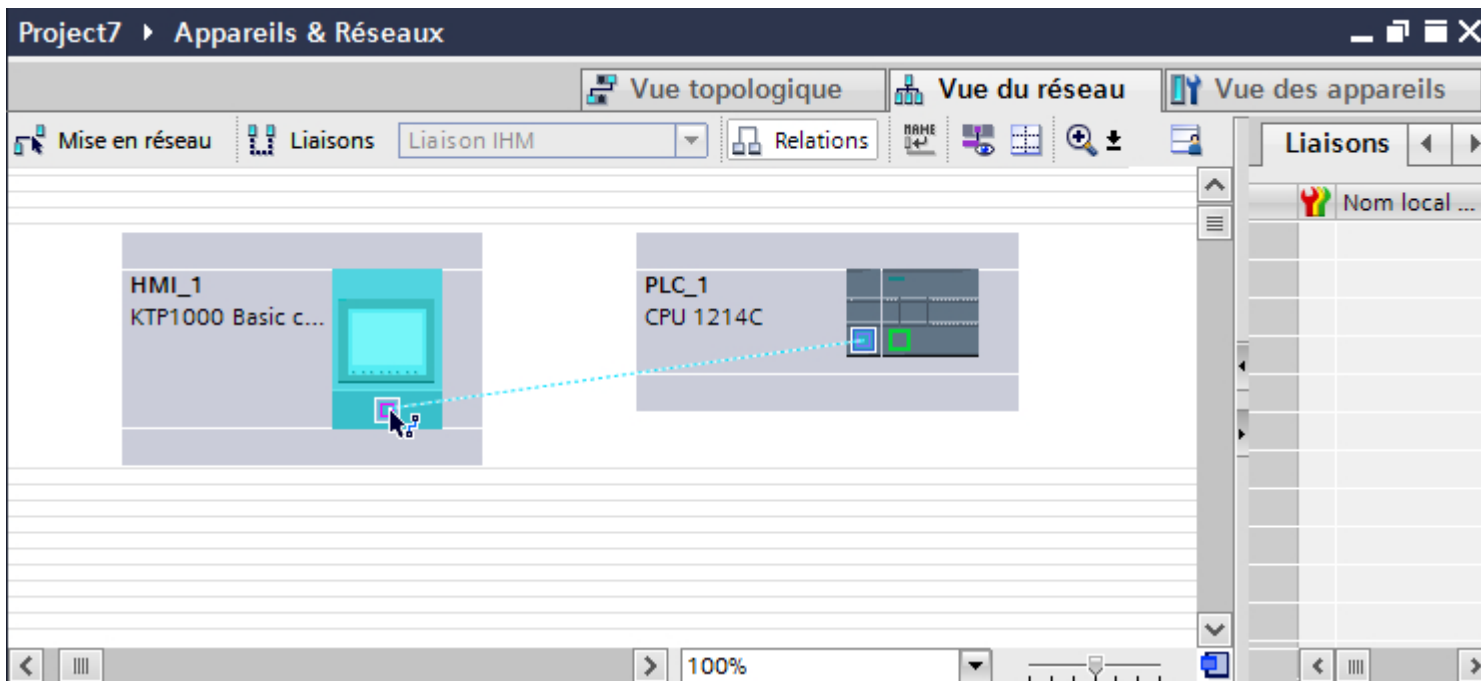 Project7 ▸ Appareils & Réseaux
Vue topologique Vue du réseau Vue des appareils
Mise en réseau Liaisons Liaison IHM Relations NAME Liaisons
Nom local ...
HMI_1
KTP1000 Basic c...
PLC_1
CPU 1214C
100%